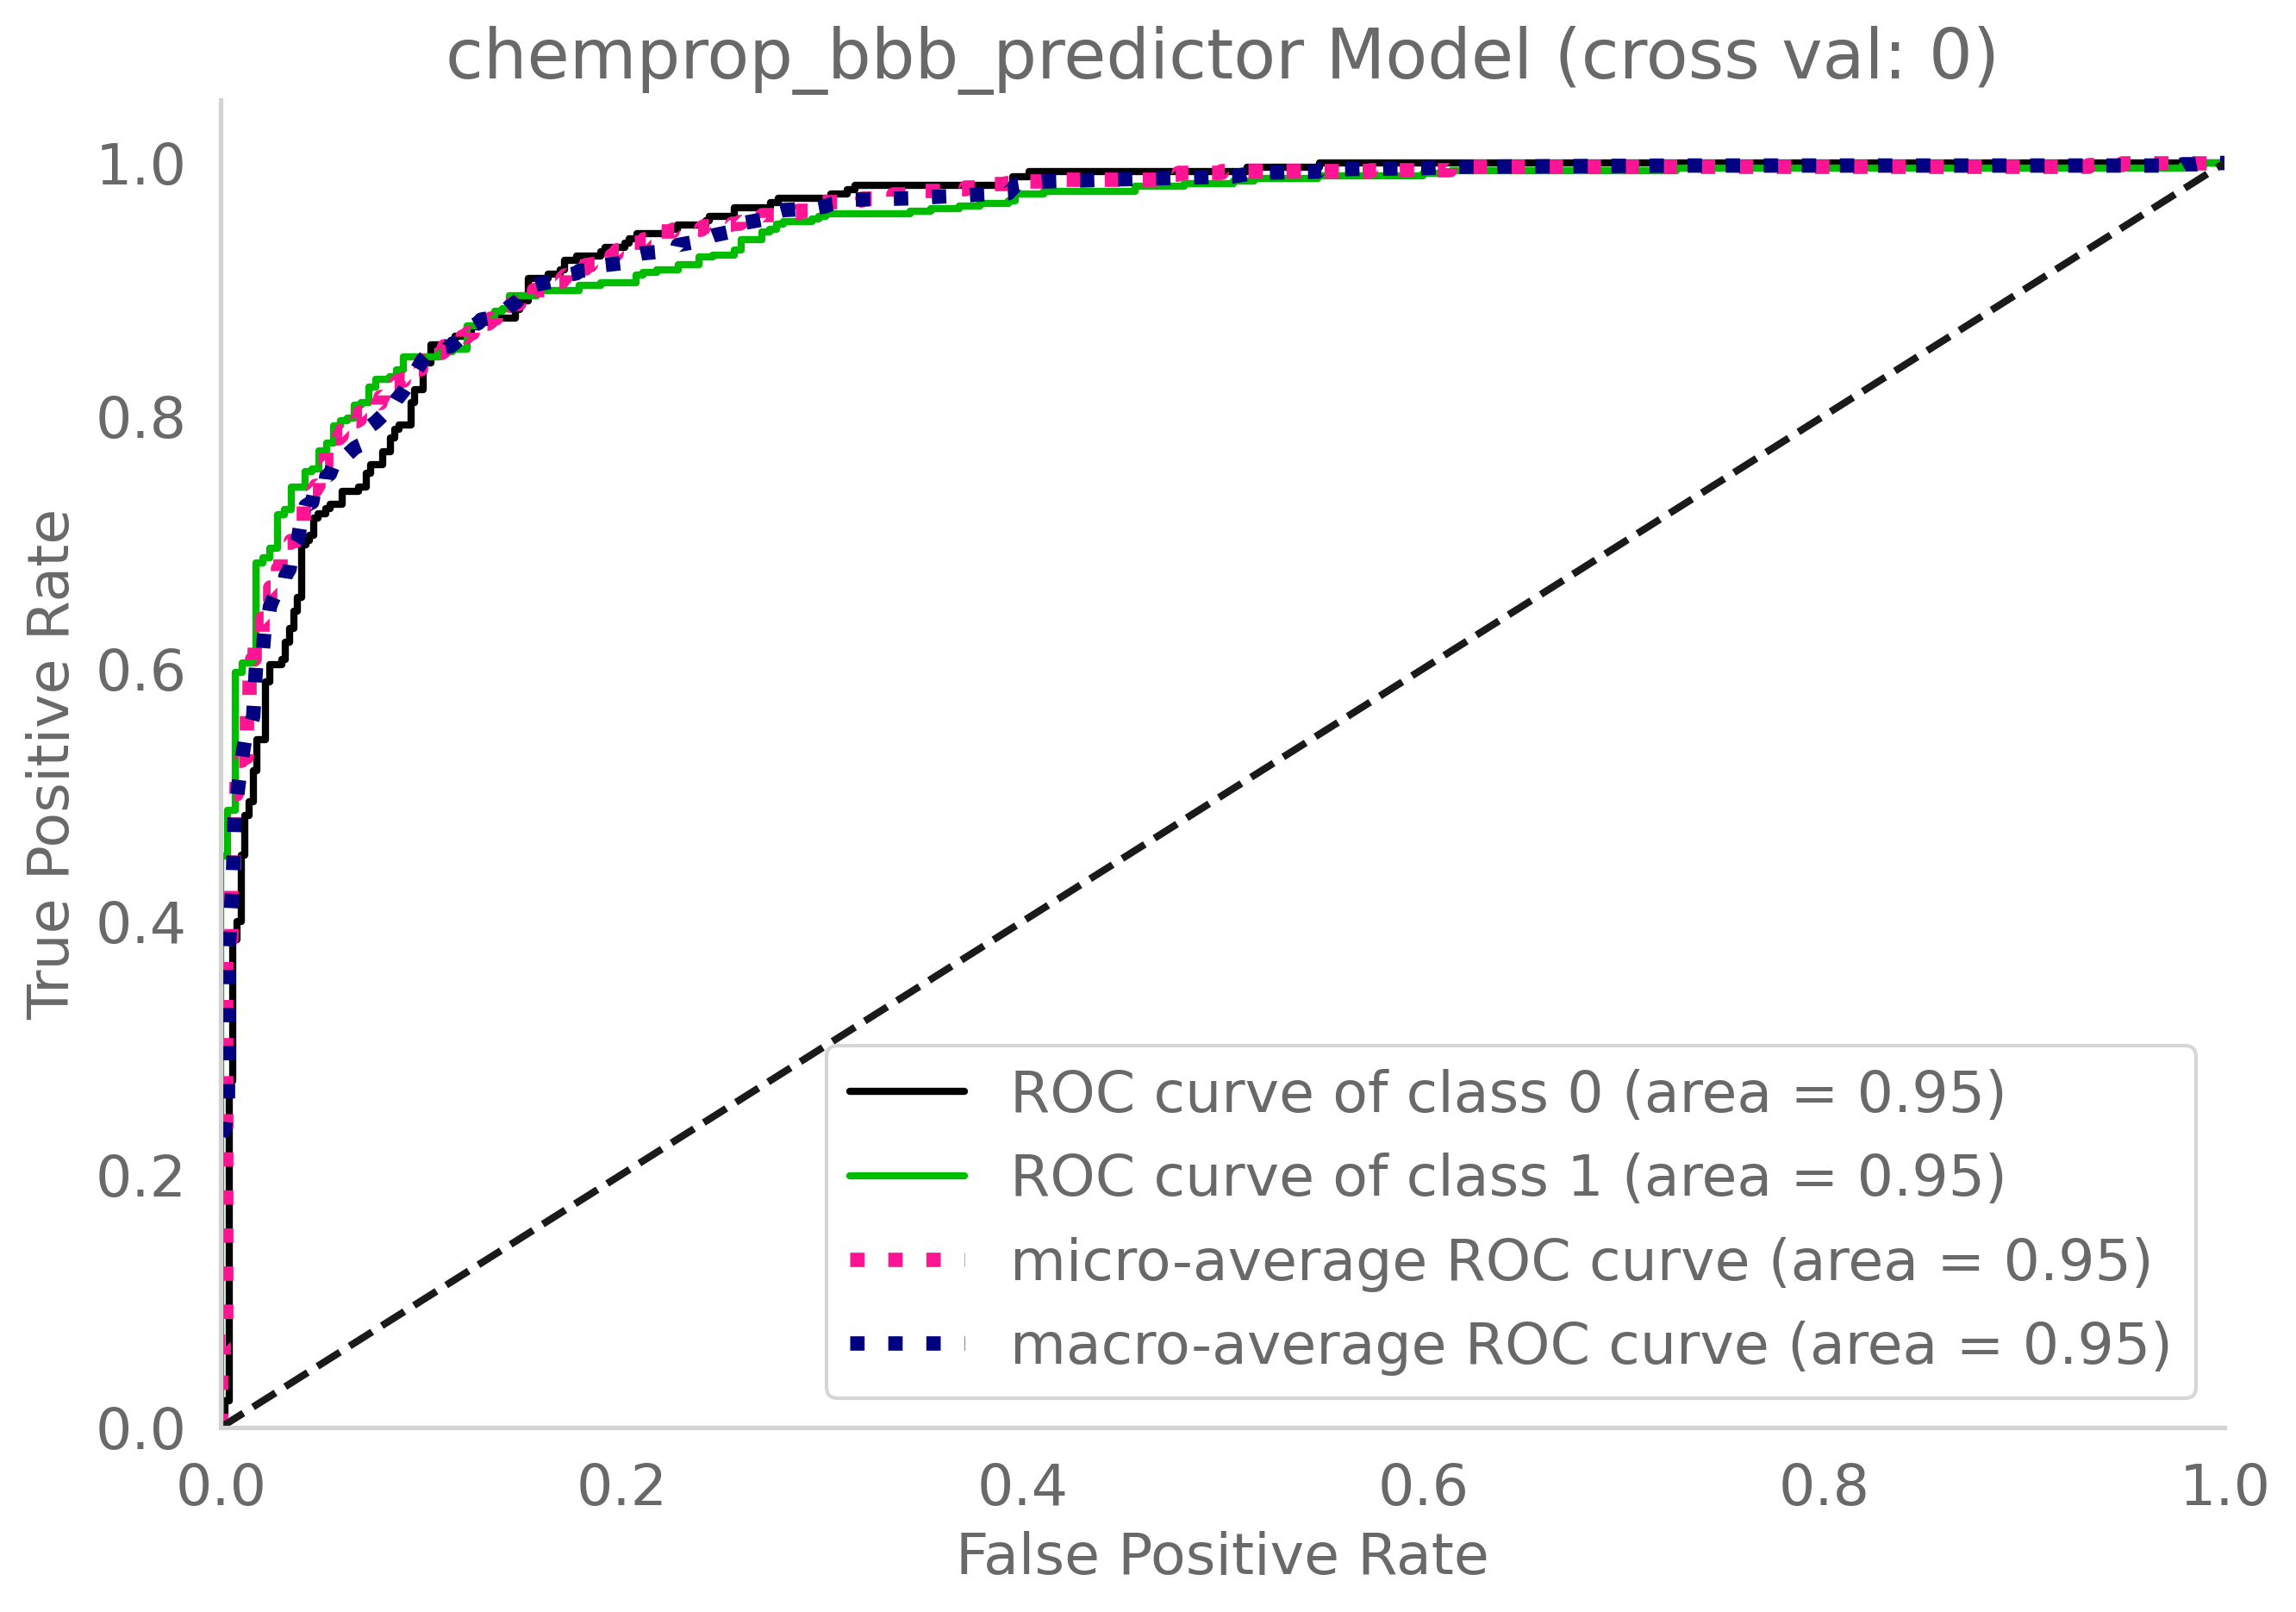 chemprop_bbb_predictor Model (cross val: 0)
True Positive Rate
1.0
0.8
0.6
0.4
0.2
0.0
ROC curve of class 0 (area = 0.95)
ROC curve of class 1 (area = 0.95)
micro-average ROC curve (area = 0.95)
macro-average ROC curve (area = 0.95)
0.0 0.2 0.4 0.6 0.8 1.0
False Positive Rate